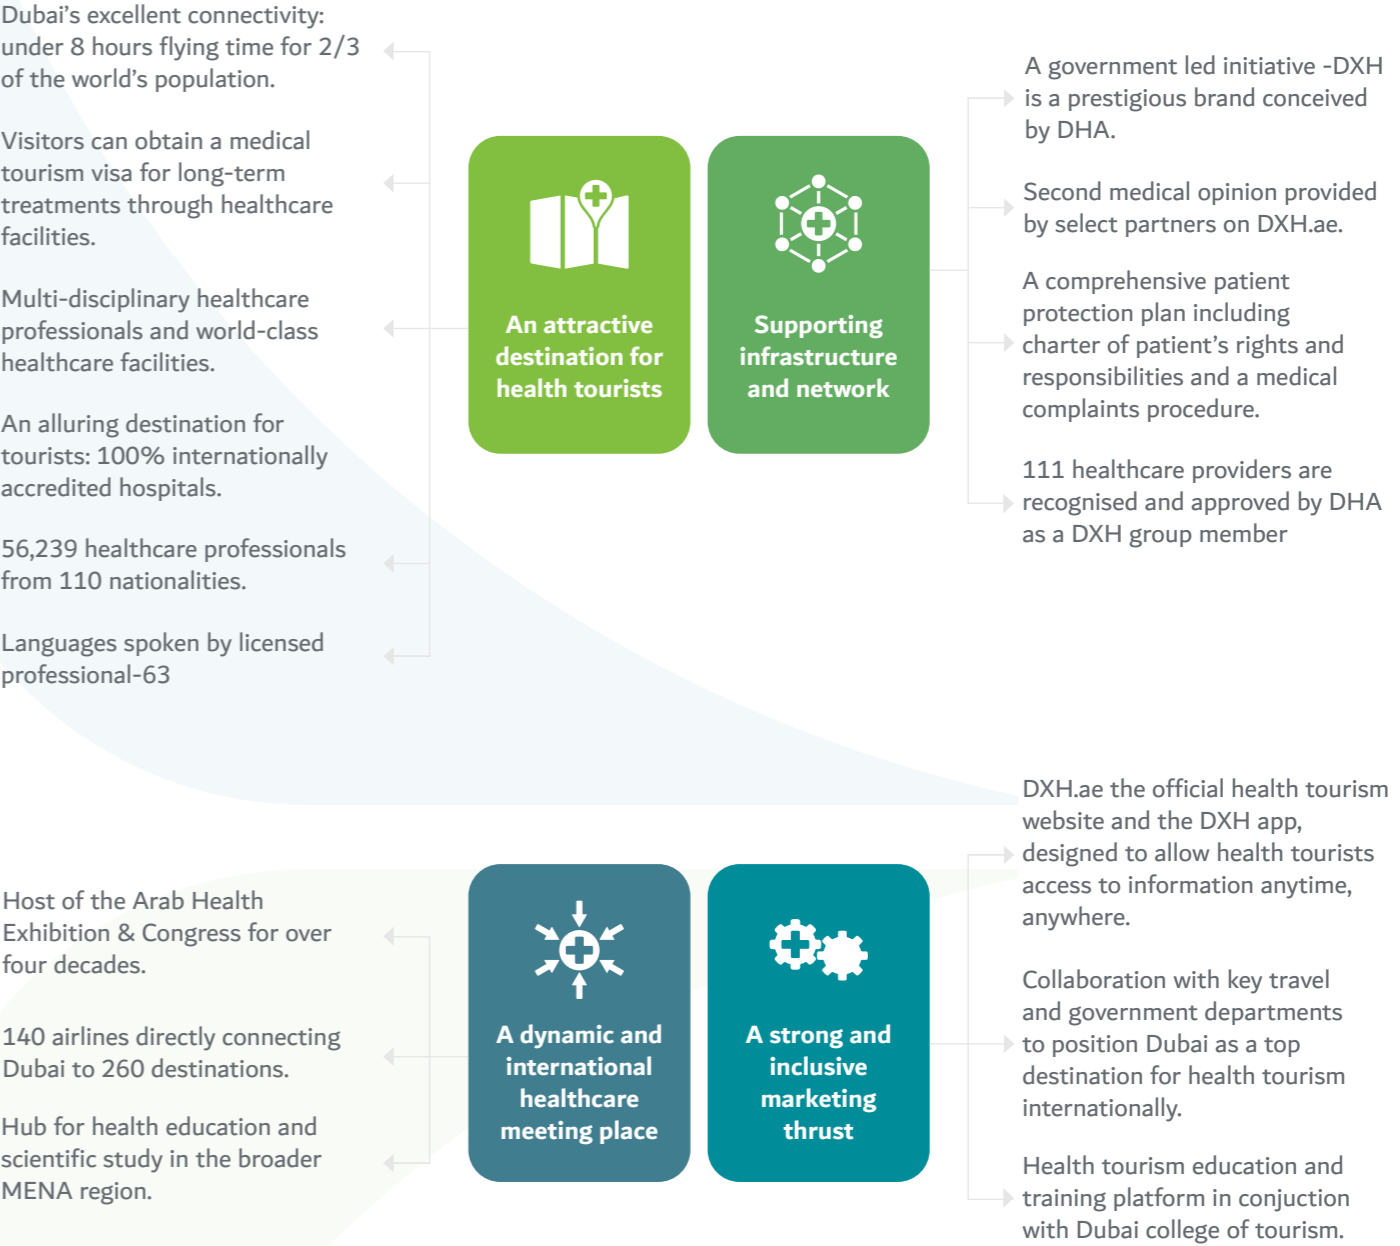 Dubai’s excellent connectivity:
under 8 hours flying time for 2/3
of the world’s population.
Visitors can obtain a medical
tourism visa for long-term
treatments through healthcare
facilities.
Multi-disciplinary healthcare
professionals and world-class
healthcare facilities.
An alluring destination for
tourists: 100% internationally
accredited hospitals.
56,239 healthcare professionals
from 110 nationalities.
Languages spoken by licensed
professional-63
An attractive
destination for
health tourists
Supporting
infrastructure
and network
A government led initiative -DXH
is a prestigious brand conceived
by DHA.
Second medical opinion provided
by select partners on DXH.ae.
A comprehensive patient
protection plan including
charter of patient’s rights and
responsibilities and a medical
complaints procedure.
111 healthcare providers are
recognised and approved by DHA
as a DXH group member
Host of the Arab Health
Exhibition & Congress for over
four decades.
140 airlines directly connecting
Dubai to 260 destinations.
Hub for health education and
scientific study in the broader
MENA region.
A dynamic and
international
healthcare
meeting place
A strong and
inclusive
marketing
thrust
DXH.ae the official health tourism
website and the DXH app,
designed to allow health tourists
access to information anytime,
anywhere.
Collaboration with key travel
and government departments
to position Dubai as a top
destination for health tourism
internationally.
Health tourism education and
training platform in conjuction
with Dubai college of tourism.